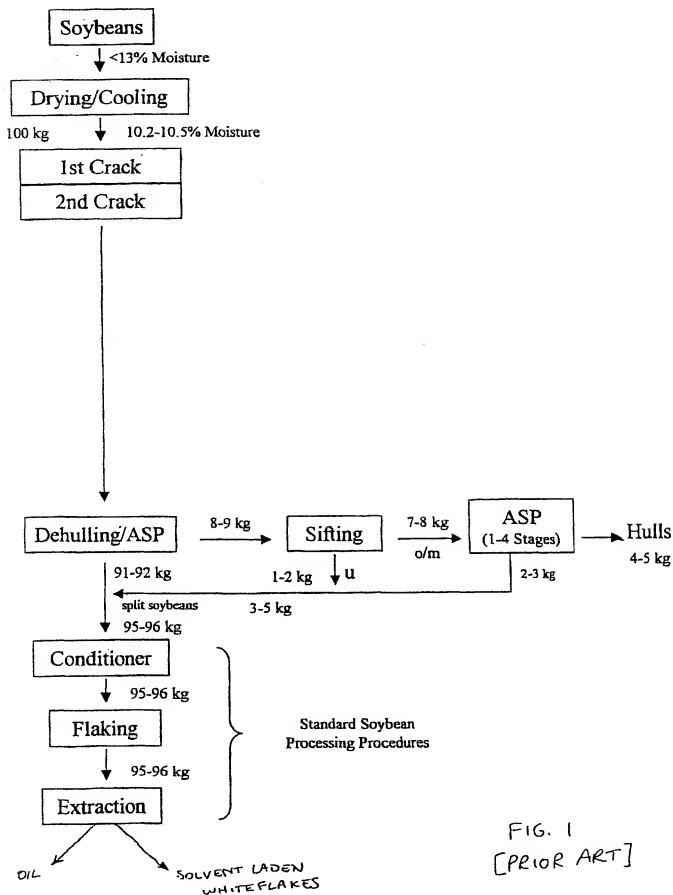 Soybeans
<13% Moisture
Drying/Cooling
100 kg 10.2-10.5% Moisture
1st Crack
2nd Crack
Dehulling/ASP
8-9 kg
Sifting
7-8 kg
o/m
ASP
(1-4 Stages)
Hulls
4-5 kg
91-92 kg
1-2 kg
u
2-3 kg
split soybeans
3-5 kg
95-96 kg
Conditioner
95-96 kg
Flaking
95-96 kg
Extraction
Standard Soybean
Processing Procedures
OIL
SOLVENT LADEN
WHITEFLAKES
FIG. 1
[PRIOR ART]